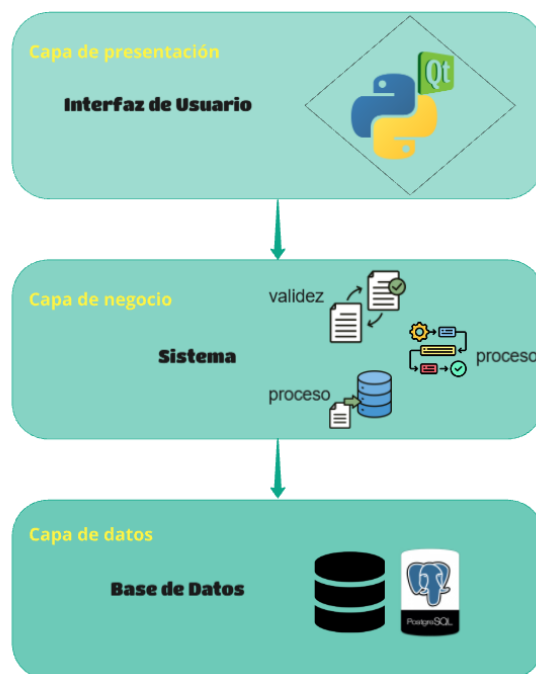 Capa de presentación
Qt
Interfaz de Usuario
Capa de negocio
validez
Sistema
proceso
proceso
Capa de datos
Base de Datos
PostgreSQL